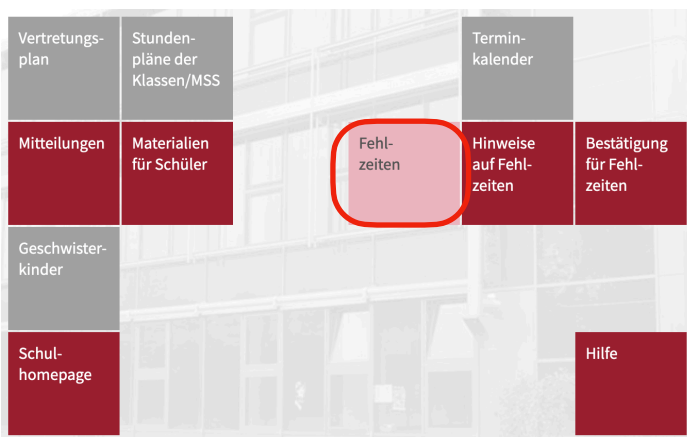 Vertretungs-
plan
Stunden-
pläne der
Klassen/MSS
Termin-
kalender
Mitteilungen
Materialien
für Schüler
Fehl-
zeiten
Hinweise
auf Fehl-
zeiten
Bestätigung
für Fehl-
zeiten
Geschwister-
kinder
Schul-
homepage
Hilfe